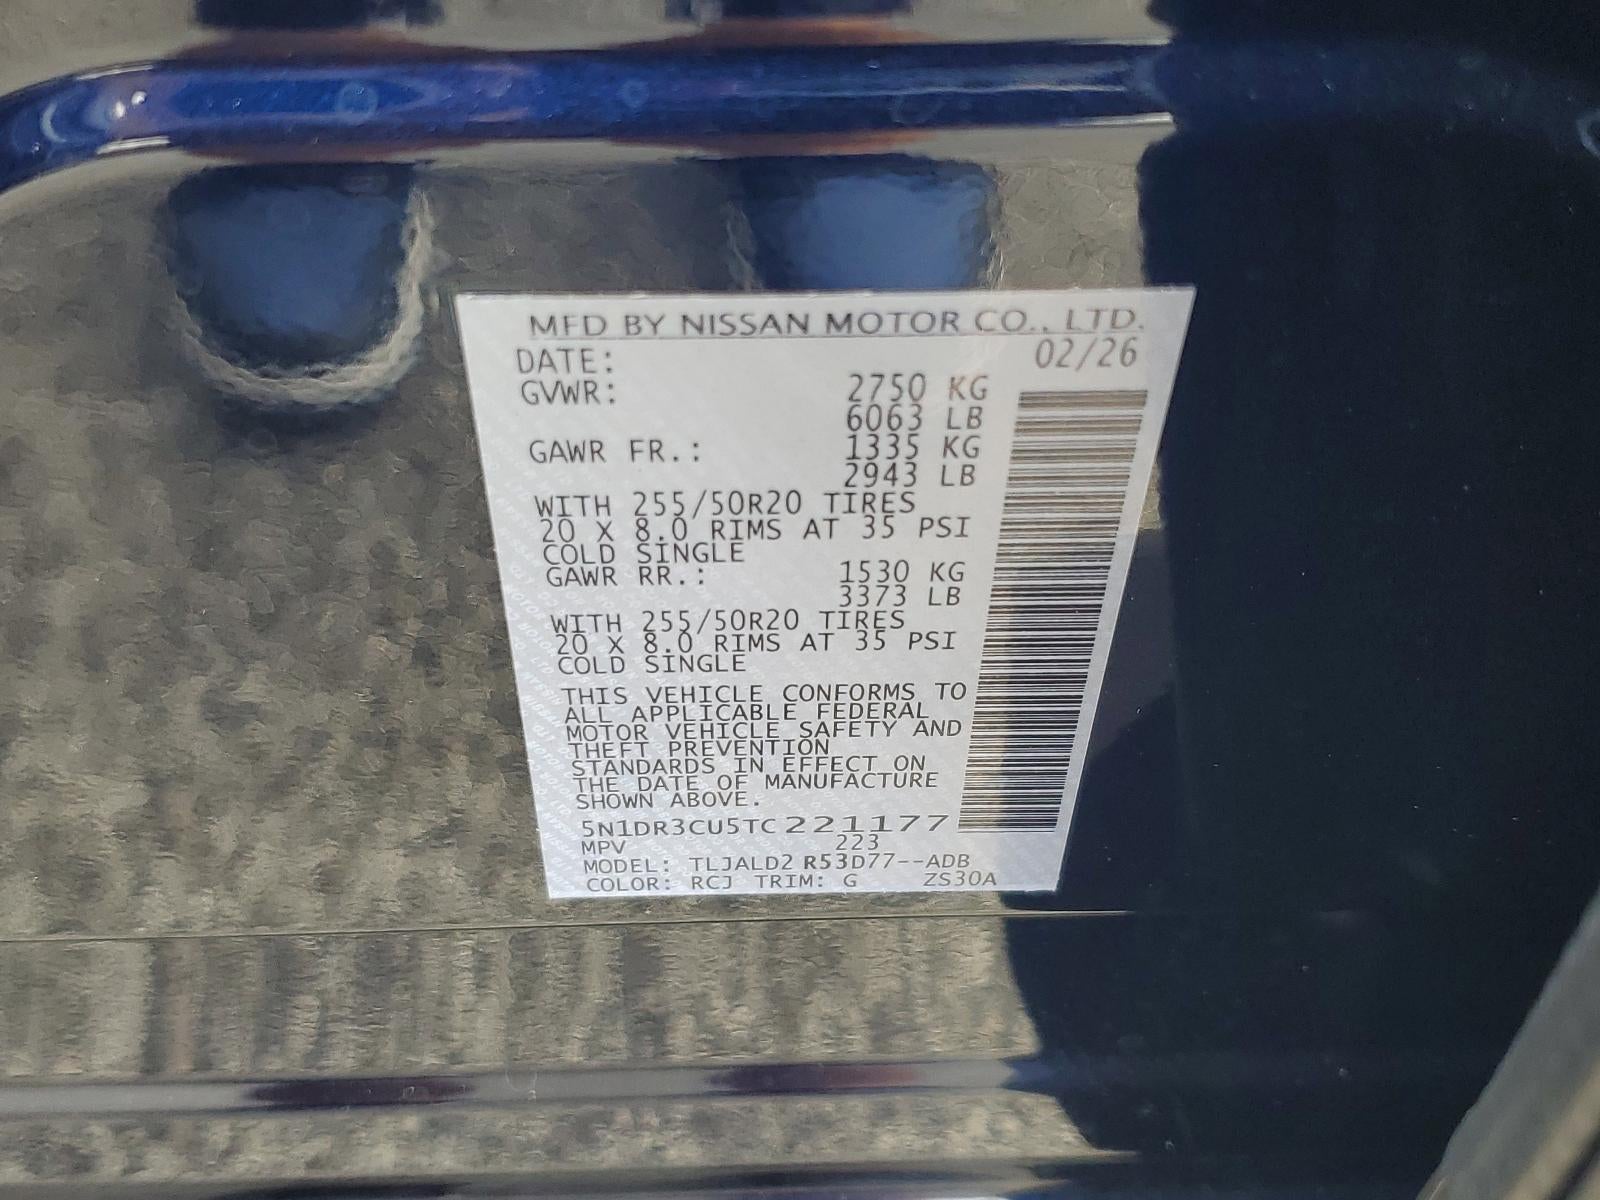 MFD BY NISSAN MOTOR CO., LTD.
DATE: 02/26
GVWR: 2750 KG
6063 LB
GAWR FR.: 1335 KG
2943 LB
WITH 255/50R20 TIRES
20 X 8.0 RIMS AT 35 PSI
COLD SINGLE
GAWR RR.: 1530 KG
3373 LB
WITH 255/50R20 TIRES
20 X 8.0 RIMS AT 35 PSI
COLD SINGLE
THIS VEHICLE CONFORMS TO
ALL APPLICABLE FEDERAL
MOTOR VEHICLE SAFETY AND
THEFT PREVENTION
STANDARDS IN EFFECT ON
THE DATE OF MANUFACTURE
SHOWN ABOVE.
5N1DR3CU5TC221177
MPV 223
MODEL: TLJALD2 R53D77--ADB
COLOR: RCJ TRIM: G ZS30A